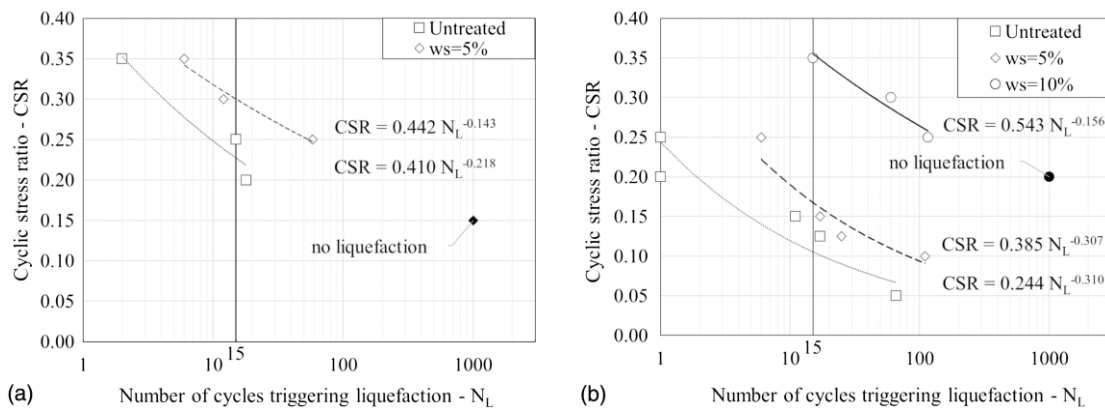 0.40
0.35
0.30
0.25
0.20
0.15
0.10
0.05
0.00
Cyclic stress ratio - CSR
Untreated
ws=5%
CSR = 0.442 N_L^-0.143
CSR = 0.410 N_L^-0.218
no liquefaction
1
10
15
100
1000
Number of cycles triggering liquefaction - N_L
(a)
0.40
0.35
0.30
0.25
0.20
0.15
0.10
0.05
0.00
Cyclic stress ratio - CSR
Untreated
ws=5%
ws=10%
CSR = 0.543 N_L^-0.156
no liquefaction
CSR = 0.385 N_L^-0.307
CSR = 0.244 N_L^-0.310
1
10
15
100
1000
Number of cycles triggering liquefaction - N_L
(b)